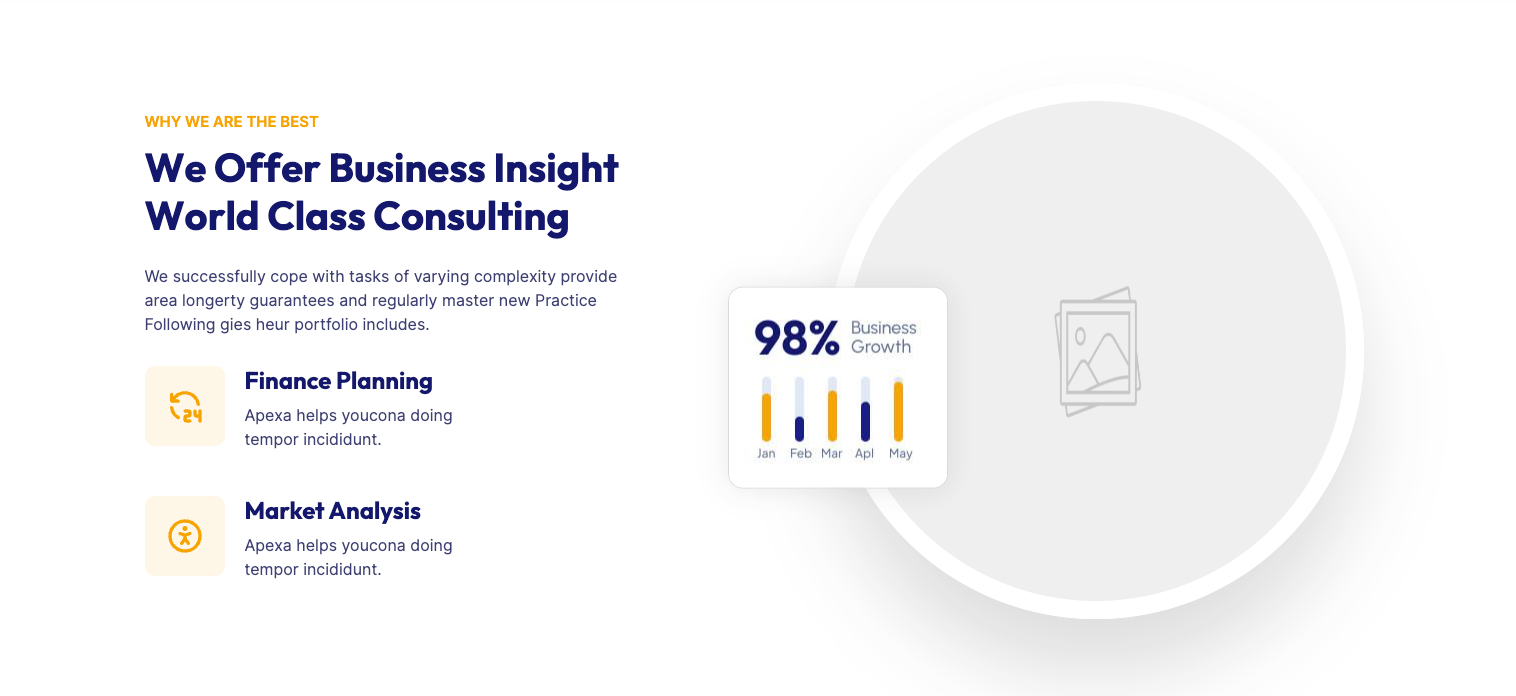 WHY WE ARE THE BEST
We Offer Business Insight
World Class Consulting
We successfully cope with tasks of varying complexity provide
area longerty guarantees and regularly master new Practice
Following gies heur portfolio includes.
24
Finance Planning
Apexa helps youcona doing
tempor incididunt.
Market Analysis
Apexa helps youcona doing
tempor incididunt.
98% Business
Growth
Jan Feb Mar Apl May